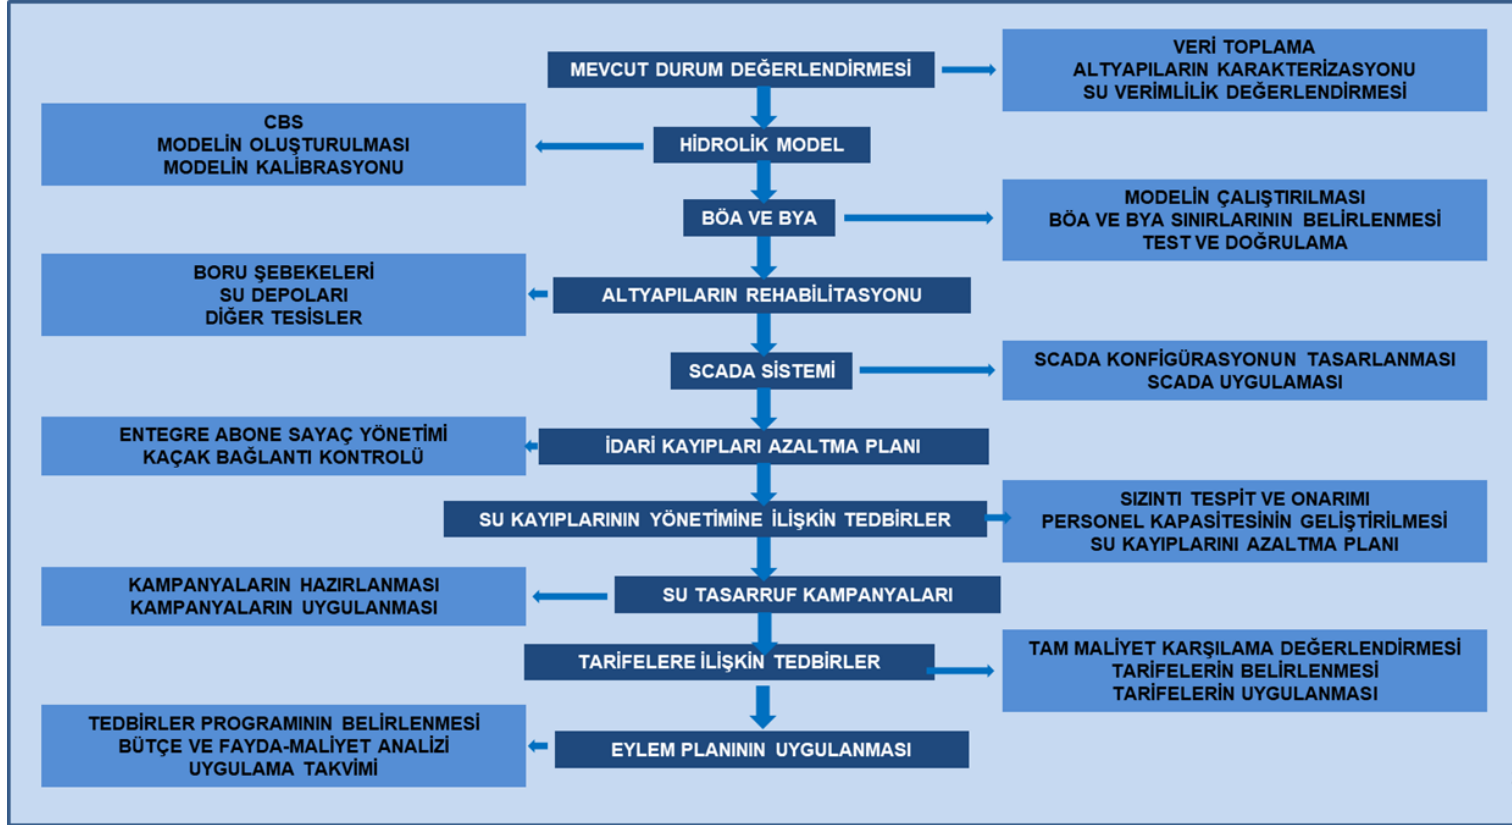 MEVCUT DURUM DEĞERLENDİRMESİ
VERİ TOPLAMA
ALTYAPILARIN KARAKTERİZASYONU
SU VERİMLİLİK DEĞERLENDİRMESİ
HİDROLİK MODEL
CBS
MODELİN OLUŞTURULMASI
MODELİN KALİBRASYONU
BÖA VE BYA
MODELİN ÇALIŞTIRILMASI
BÖA VE BYA SINIRLARININ BELİRLENMESİ
TEST VE DOĞRULAMA
ALTYAPILARIN REHABİLİTASYONU
BORU ŞEBEKELERİ
SU DEPOLARI
DİĞER TESİSLER
SCADA SİSTEMİ
SCADA KONFİGÜRASYONUN TASARLANMASI
SCADA UYGULAMASI
İDARİ KAYIPLARI AZALTMA PLANI
ENTEGRE ABONE SAYAÇ YÖNETİMİ
KAÇAK BAĞLANTI KONTROLÜ
SU KAYIPLARININ YÖNETİMİNE İLİŞKİN TEDBİRLER
SIZINTI TESPİT VE ONARIMI
PERSONEL KAPASİTESİNİN GELİŞTİRİLMESİ
SU KAYIPLARINI AZALTMA PLANI
SU TASARRUF KAMPANYALARI
KAMPANYALARIN HAZIRLANMASI
KAMPANYALARIN UYGULANMASI
TARİFELERE İLİŞKİN TEDBİRLER
TAM MALİYET KARŞILAMA DEĞERLENDİRMESİ
TARİFELERİN BELİRLENMESİ
TARİFELERİN UYGULANMASI
EYLEM PLANININ UYGULANMASI
TEDBİRLER PROGRAMININ BELİRLENMESİ
BÜTÇE VE FAYDA-MALİYET ANALİZİ
UYGULAMA TAKVİMİ